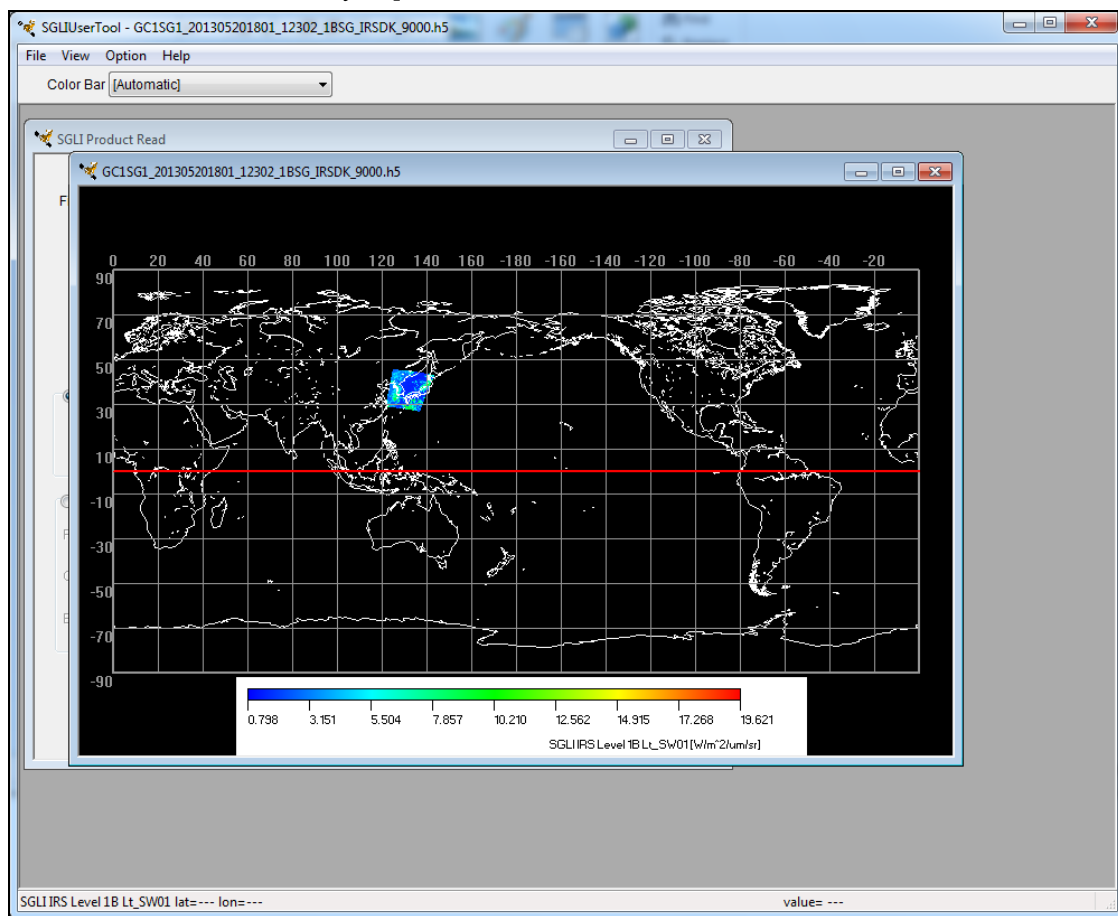 SGLIUserTool - GC1SG1_201305201801_12302_1BSG_IRSDK_9000.h5
File View Option Help
Color Bar [Automatic]
SGLI Product Read
GC1SG1_201305201801_12302_1BSG_IRSDK_9000.h5
F
0 20 40 60 80 100 120 140 160 -180 -160 -140 -120 -100 -80 -60 -40 -20
90
70
50
30
10
-10
-30
-50
-70
-90
0.798 3.151 5.504 7.857 10.210 12.562 14.915 17.268 19.621
SGLI IRS Level 1B Lt_SW01[W/m^2/um/sr]
SGLI IRS Level 1B Lt_SW01 lat=--- lon=--- value= ---